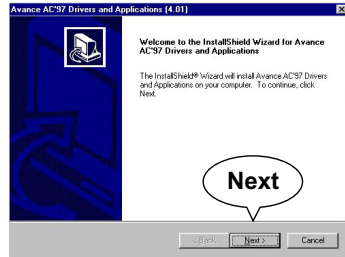 Avance AC'97 Drivers and Applications (4.01)
Welcome to the InstallShield Wizard for Avance
AC'97 Drivers and Applications
The InstallShield® Wizard will install Avance AC'97 Drivers
and Applications on your computer. To continue, click
Next.
Next
< Back
Next >
Cancel